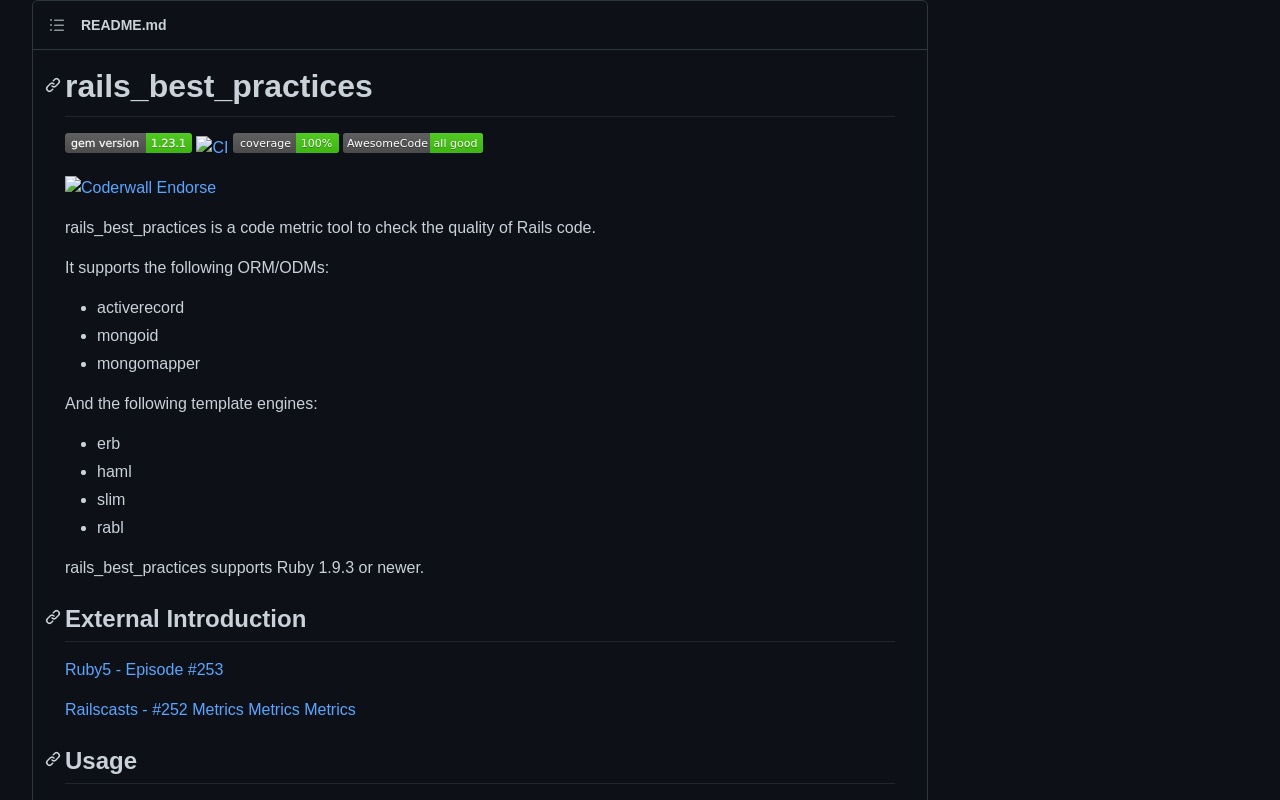 README.md
rails_best_practices
gem version 1.23.1 CI coverage 100% AwesomeCode all good
Coderwall Endorse
rails_best_practices is a code metric tool to check the quality of Rails code.
It supports the following ORM/ODMs:
activerecord
mongoid
mongomapper
And the following template engines:
erb
haml
slim
rabl
rails_best_practices supports Ruby 1.9.3 or newer.
External Introduction
Ruby5 - Episode #253
Railscasts - #252 Metrics Metrics Metrics
Usage